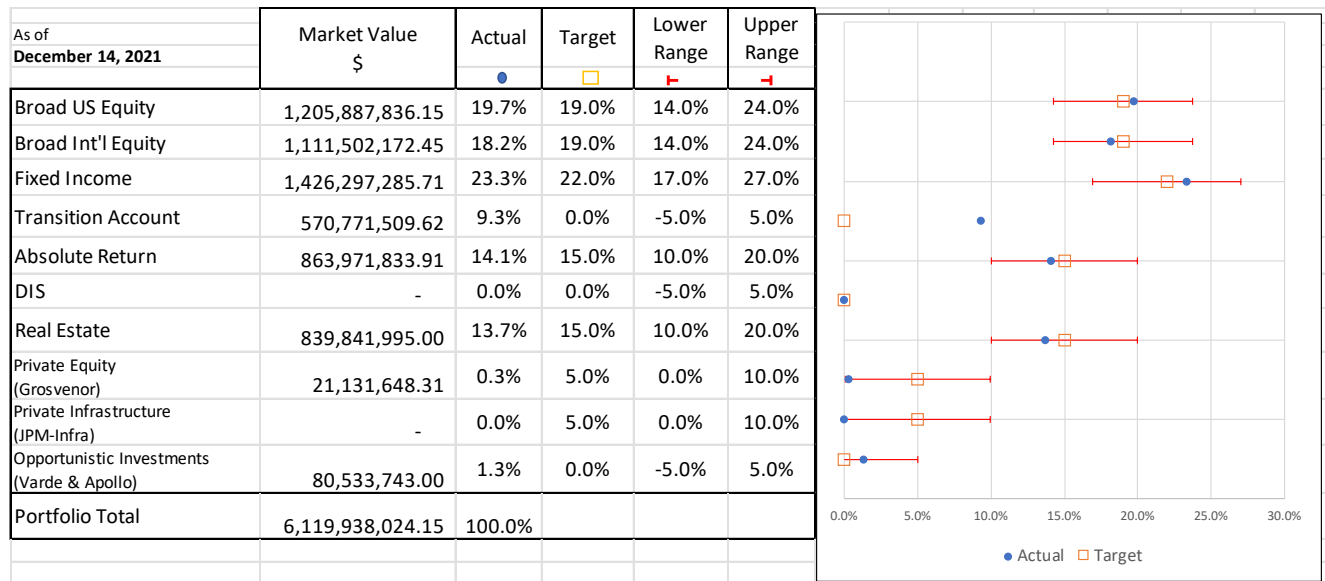 As of
December 14, 2021
Market Value
$
Actual
Target
Lower
Range
Upper
Range
Broad US Equity 1,205,887,836.15 19.7% 19.0% 14.0% 24.0%
Broad Int'l Equity 1,111,502,172.45 18.2% 19.0% 14.0% 24.0%
Fixed Income 1,426,297,285.71 23.3% 22.0% 17.0% 27.0%
Transition Account 570,771,509.62 9.3% 0.0% -5.0% 5.0%
Absolute Return 863,971,833.91 14.1% 15.0% 10.0% 20.0%
DIS - 0.0% 0.0% -5.0% 5.0%
Real Estate 839,841,995.00 13.7% 15.0% 10.0% 20.0%
Private Equity
(Grosvenor) 21,131,648.31 0.3% 5.0% 0.0% 10.0%
Private Infrastructure
(JPM-Infra) - 0.0% 5.0% 0.0% 10.0%
Opportunistic Investments
(Varde & Apollo) 80,533,743.00 1.3% 0.0% -5.0% 5.0%
Portfolio Total 6,119,938,024.15 100.0%
0.0% 5.0% 10.0% 15.0% 20.0% 25.0% 30.0%
Actual Target